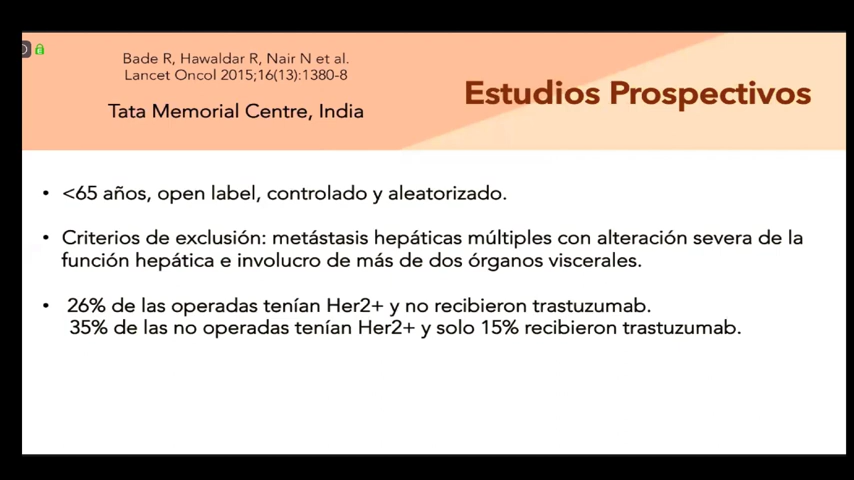 Bade R, Hawaldar R, Nair N et al.
Lancet Oncol 2015;16(13):1380-8
Tata Memorial Centre, India
Estudios Prospectivos
• <65 años, open label, controlado y aleatorizado.
• Criterios de exclusión: metástasis hepáticas múltiples con alteración severa de la
función hepática e involucro de más de dos órganos viscerales.
• 26% de las operadas tenían Her2+ y no recibieron trastuzumab.
35% de las no operadas tenían Her2+ y solo 15% recibieron trastuzumab.